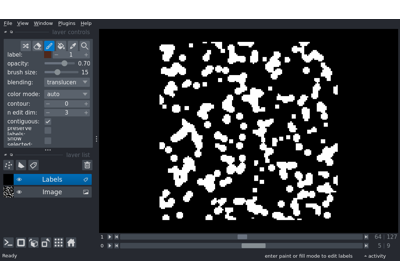 File View Window Plugins Help
layer controls
label: 1
opacity: 0.70
brush size: 15
blending: translucen
color mode: auto
contour: 0
n edit dim: 3
contiguous:
preserve
labels:
show
selected:
layer list
Labels
Image
1 64 127
0 5 9
Ready enter paint or fill mode to edit labels activity